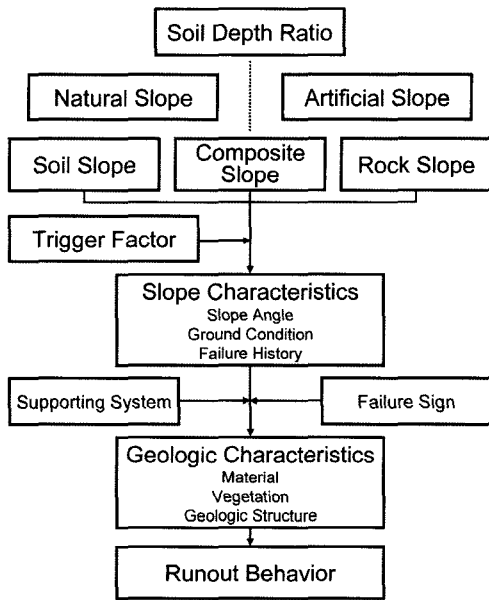 Soil Depth Ratio
Natural Slope
Artificial Slope
Soil Slope
Composite
Slope
Rock Slope
Trigger Factor
Slope Characteristics
Slope Angle
Ground Condition
Failure History
Supporting System
Failure Sign
Geologic Characteristics
Material
Vegetation
Geologic Structure
Runout Behavior